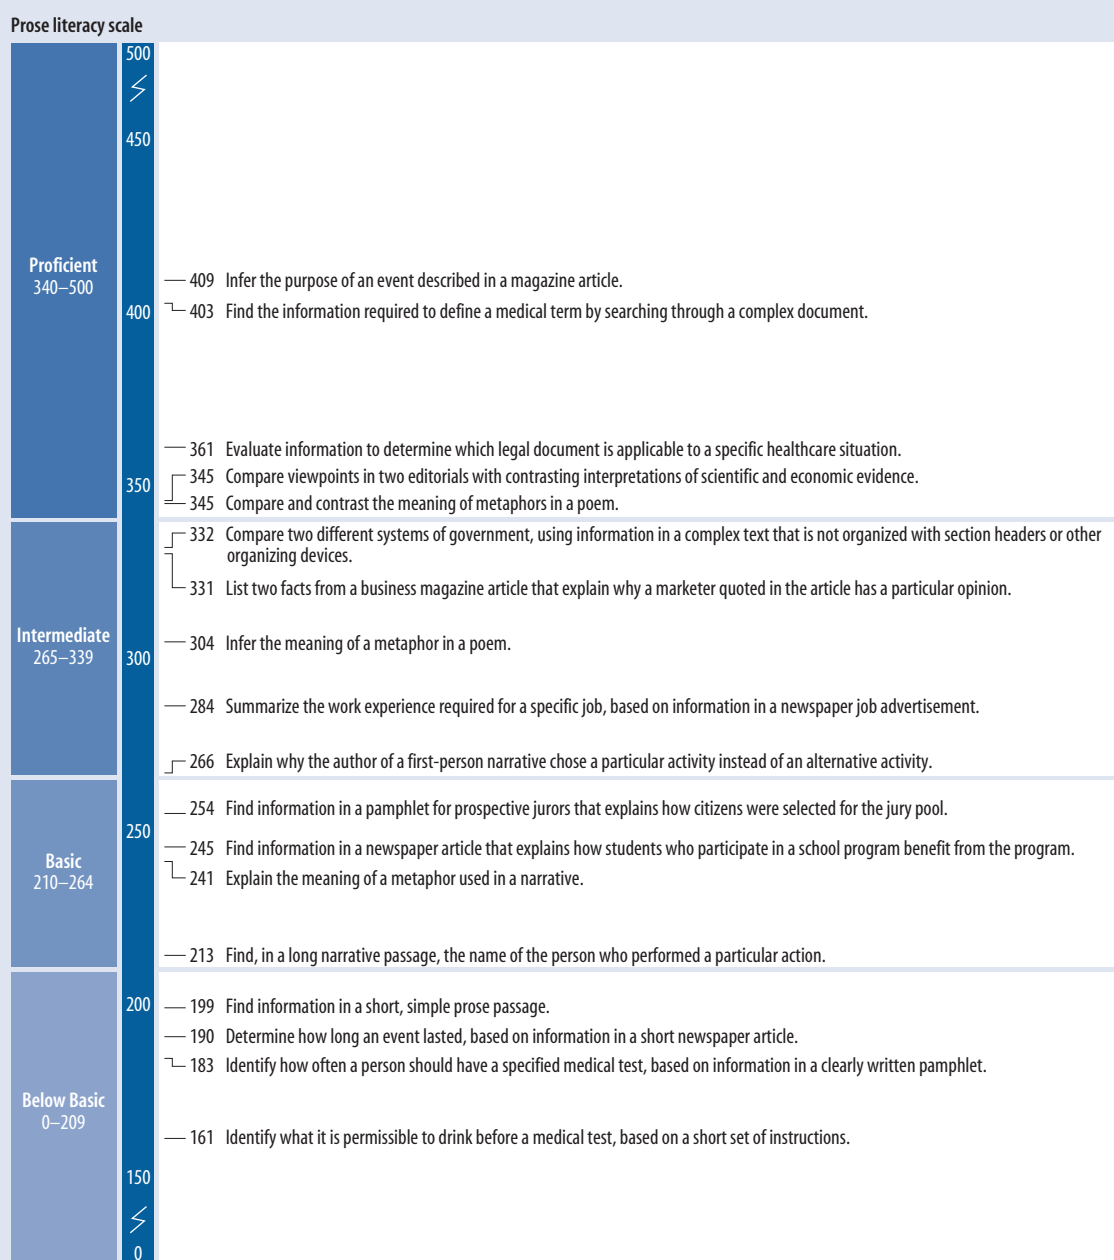 Prose literacy scale
500
450
Proficient
340–500
409 Infer the purpose of an event described in a magazine article.
400
403 Find the information required to define a medical term by searching through a complex document.
361 Evaluate information to determine which legal document is applicable to a specific healthcare situation.
345 Compare viewpoints in two editorials with contrasting interpretations of scientific and economic evidence.
350
345 Compare and contrast the meaning of metaphors in a poem.
332 Compare two different systems of government, using information in a complex text that is not organized with section headers or other
organizing devices.
331 List two facts from a business magazine article that explain why a marketer quoted in the article has a particular opinion.
Intermediate
265–339
304 Infer the meaning of a metaphor in a poem.
300
284 Summarize the work experience required for a specific job, based on information in a newspaper job advertisement.
266 Explain why the author of a first-person narrative chose a particular activity instead of an alternative activity.
254 Find information in a pamphlet for prospective jurors that explains how citizens were selected for the jury pool.
250
245 Find information in a newspaper article that explains how students who participate in a school program benefit from the program.
Basic
210–264
241 Explain the meaning of a metaphor used in a narrative.
213 Find, in a long narrative passage, the name of the person who performed a particular action.
200
199 Find information in a short, simple prose passage.
190 Determine how long an event lasted, based on information in a short newspaper article.
183 Identify how often a person should have a specified medical test, based on information in a clearly written pamphlet.
Below Basic
0–209
161 Identify what it is permissible to drink before a medical test, based on a short set of instructions.
150
0